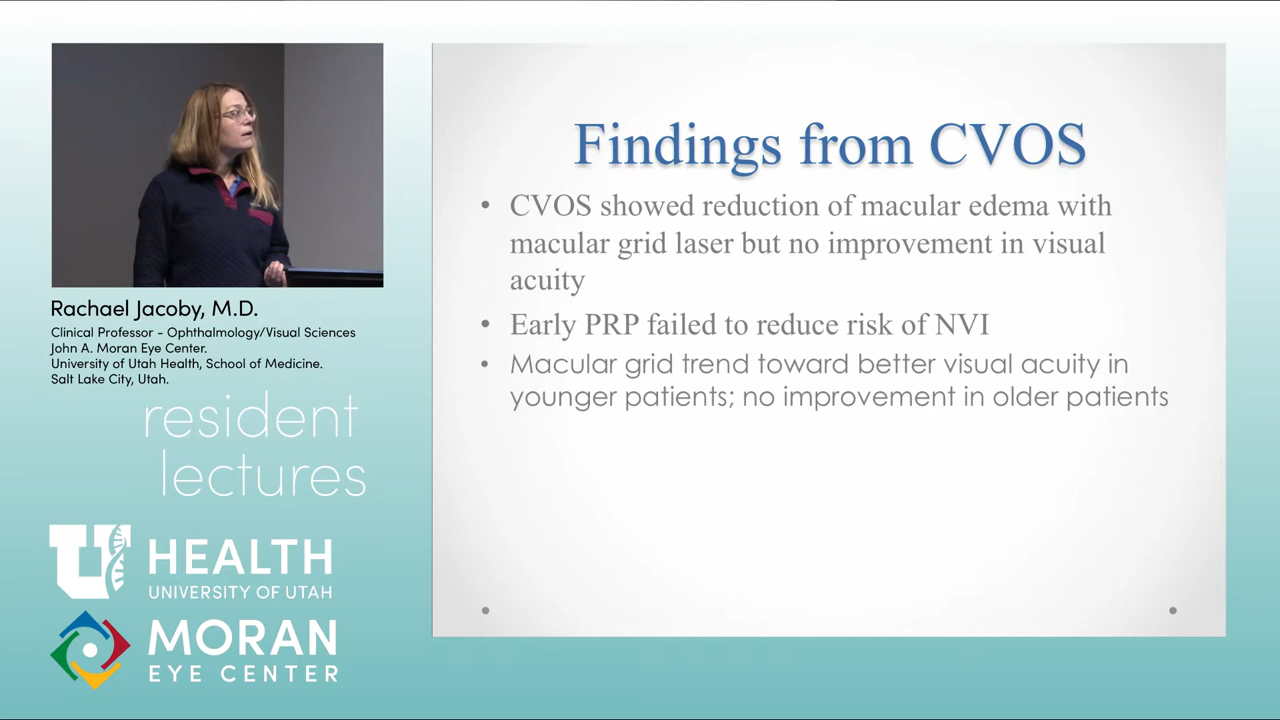 Findings from CVOS
• CVOS showed reduction of macular edema with
macular grid laser but no improvement in visual
acuity
• Early PRP failed to reduce risk of NVI
• Macular grid trend toward better visual acuity in
younger patients; no improvement in older patients
Rachael Jacoby, M.D.
Clinical Professor - Ophthalmology/Visual Sciences
John A. Moran Eye Center.
University of Utah Health, School of Medicine.
Salt Lake City, Utah.
resident
lectures
U HEALTH
UNIVERSITY OF UTAH
MORAN
EYE CENTER